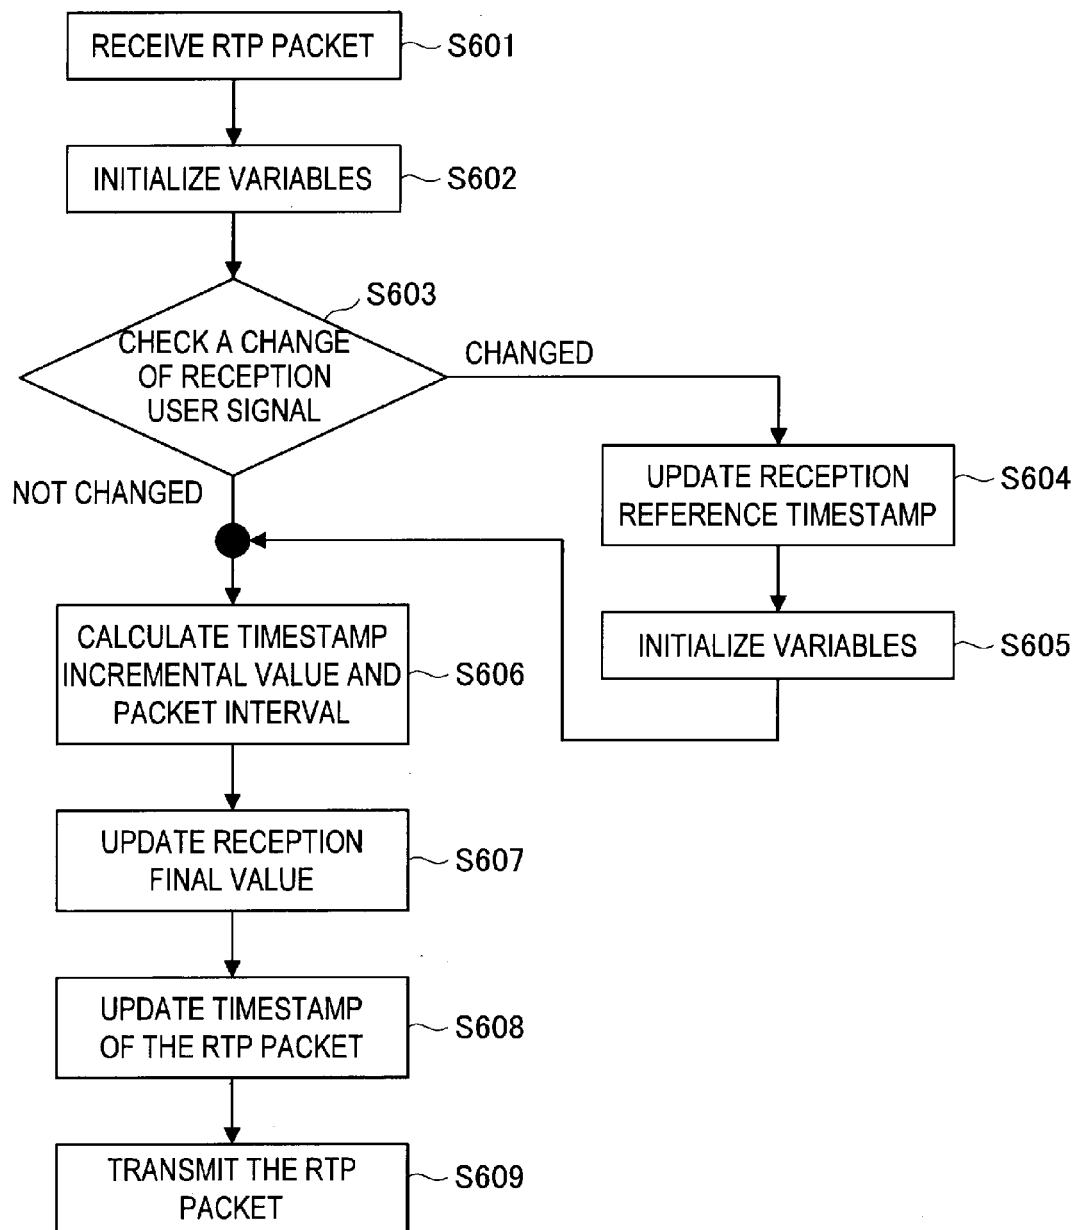 RECEIVE RTP PACKET
S601
INITIALIZE VARIABLES
S602
S603
CHECK A CHANGE
OF RECEPTION
USER SIGNAL
CHANGED
NOT CHANGED
UPDATE RECEPTION
REFERENCE TIMESTAMP
S604
INITIALIZE VARIABLES
S605
CALCULATE TIMESTAMP
INCREMENTAL VALUE AND
PACKET INTERVAL
S606
UPDATE RECEPTION
FINAL VALUE
S607
UPDATE TIMESTAMP
OF THE RTP PACKET
S608
TRANSMIT THE RTP
PACKET
S609